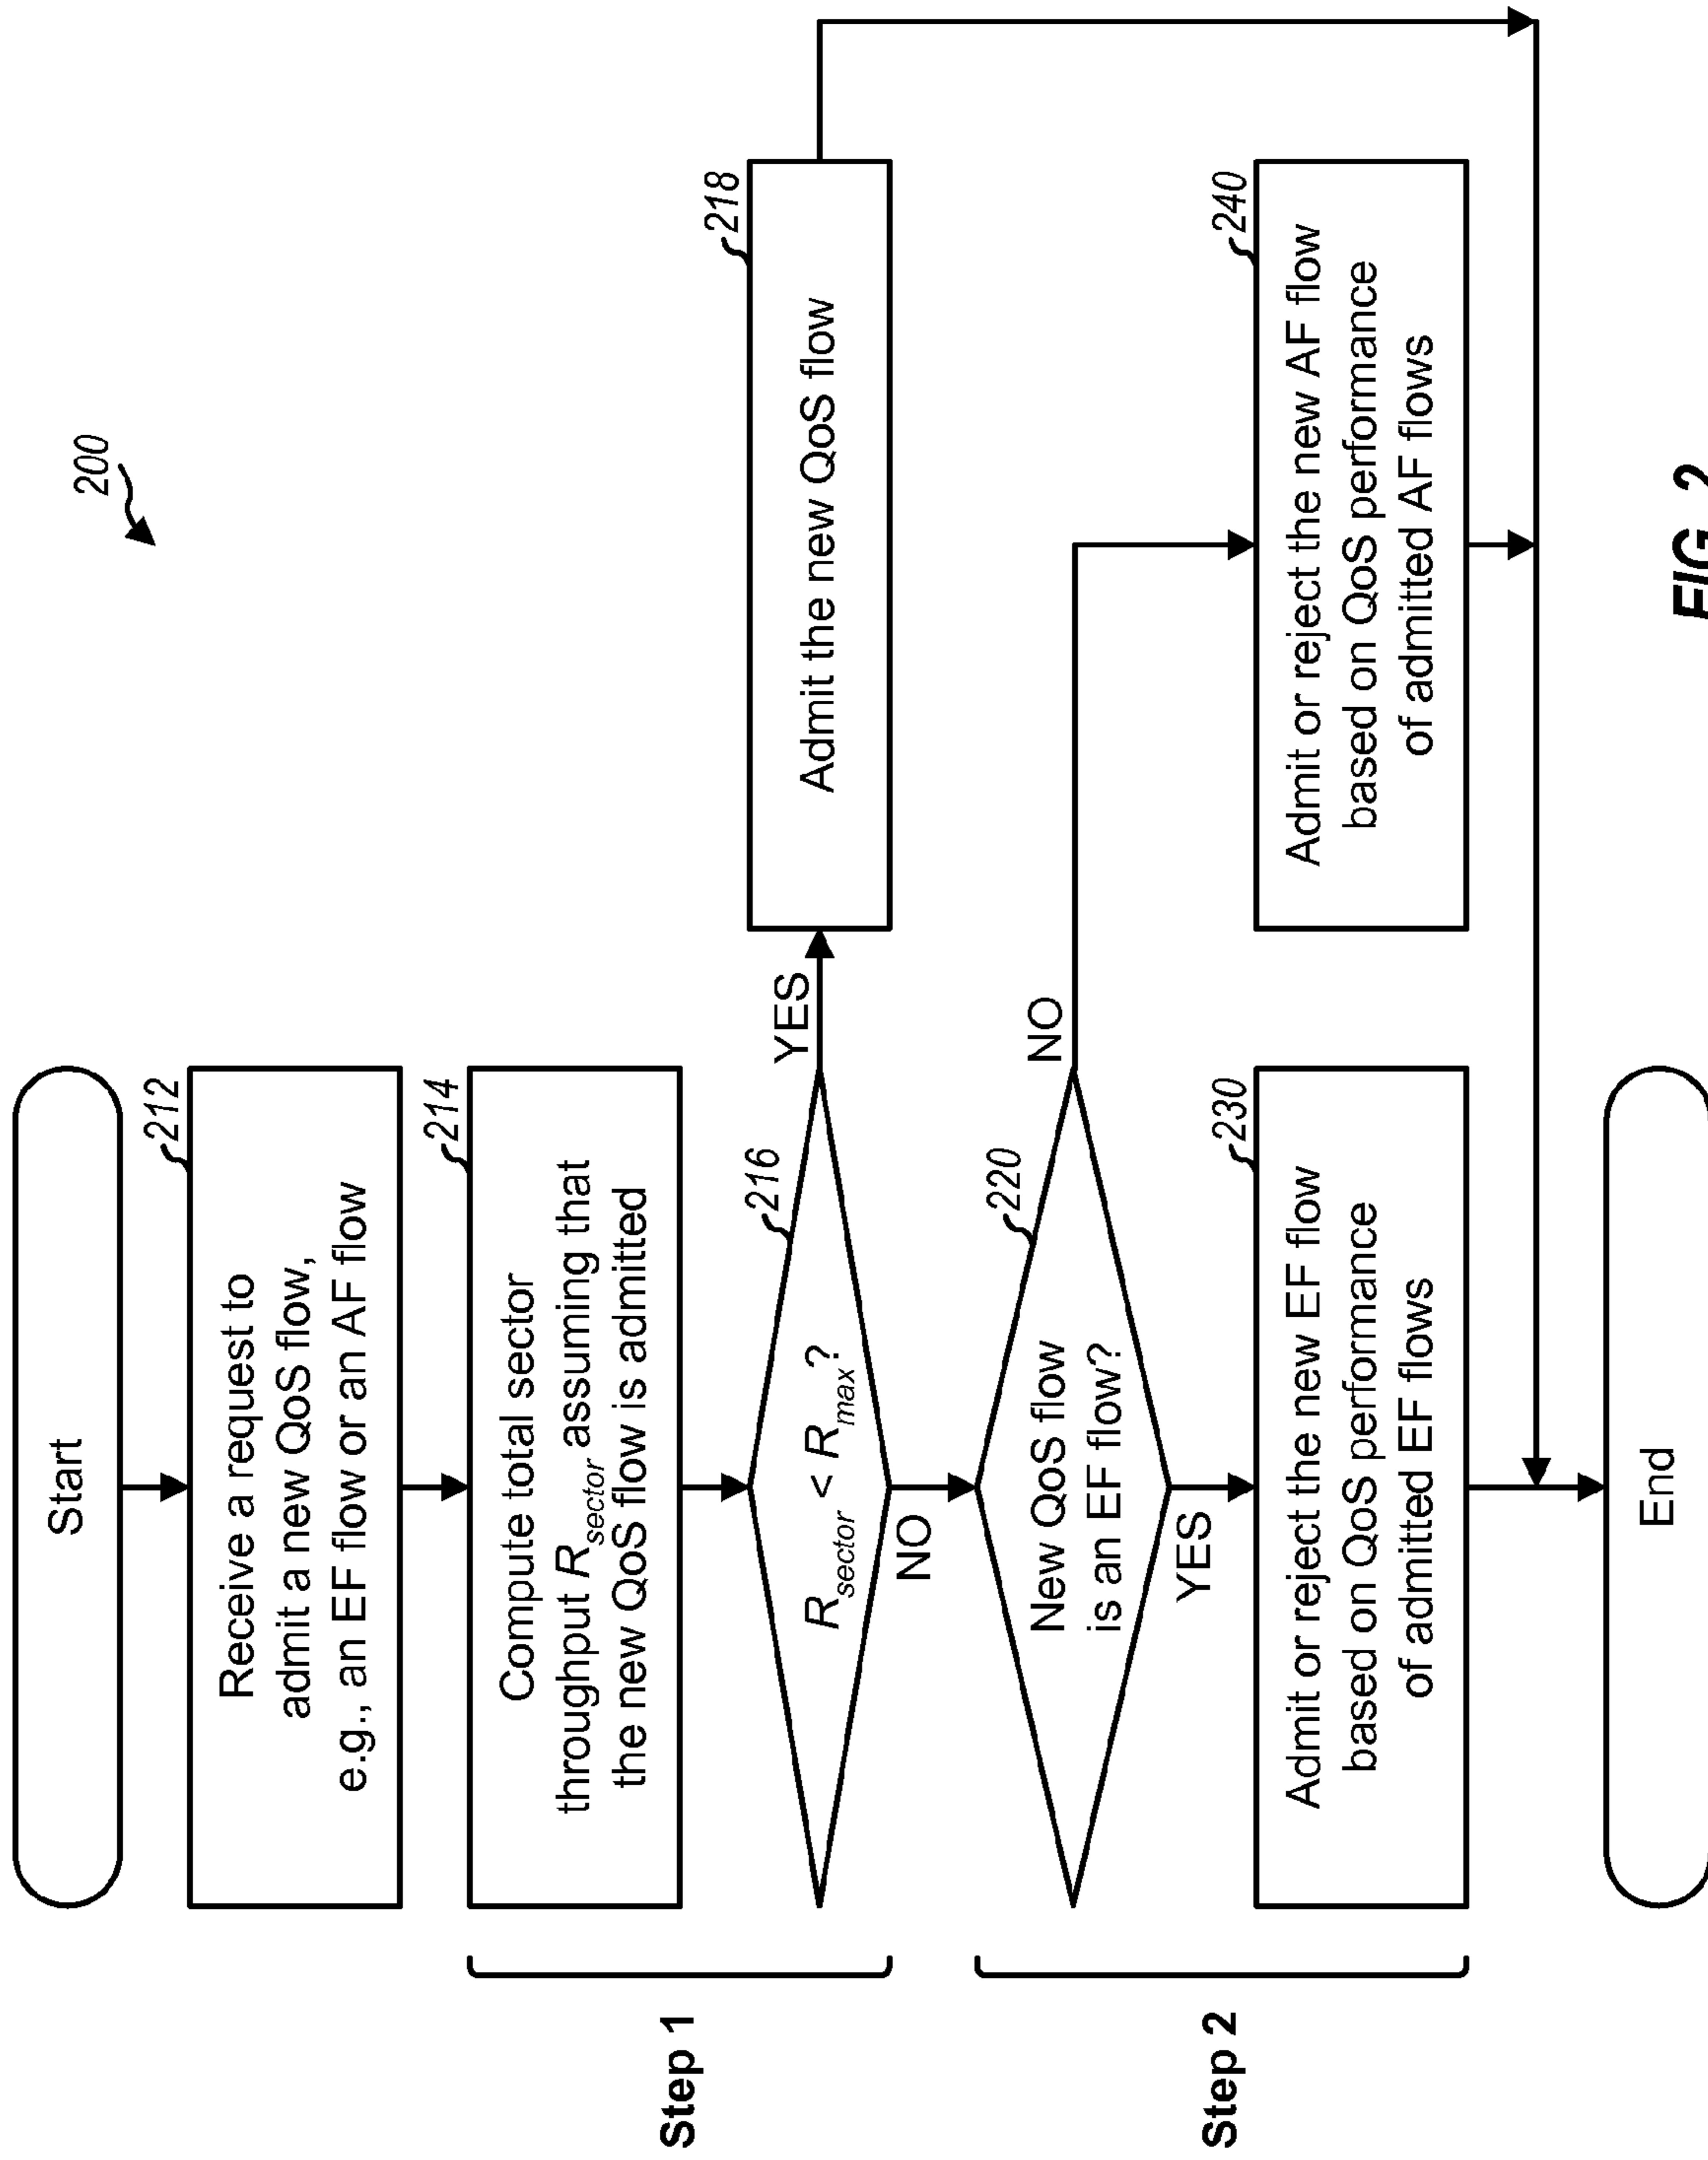 200
Start
212
Receive a request to
admit a new QoS flow,
e.g., an EF flow or an AF flow
214
Compute total sector
throughput Rsector assuming that
the new QoS flow is admitted
Step 1
216
Rsector < Rmax ?
YES
218
Admit the new QoS flow
NO
220
New QoS flow
is an EF flow?
NO
YES
Step 2
230
Admit or reject the new EF flow
based on QoS performance
of admitted EF flows
240
Admit or reject the new AF flow
based on QoS performance
of admitted AF flows
End
FIG. 2